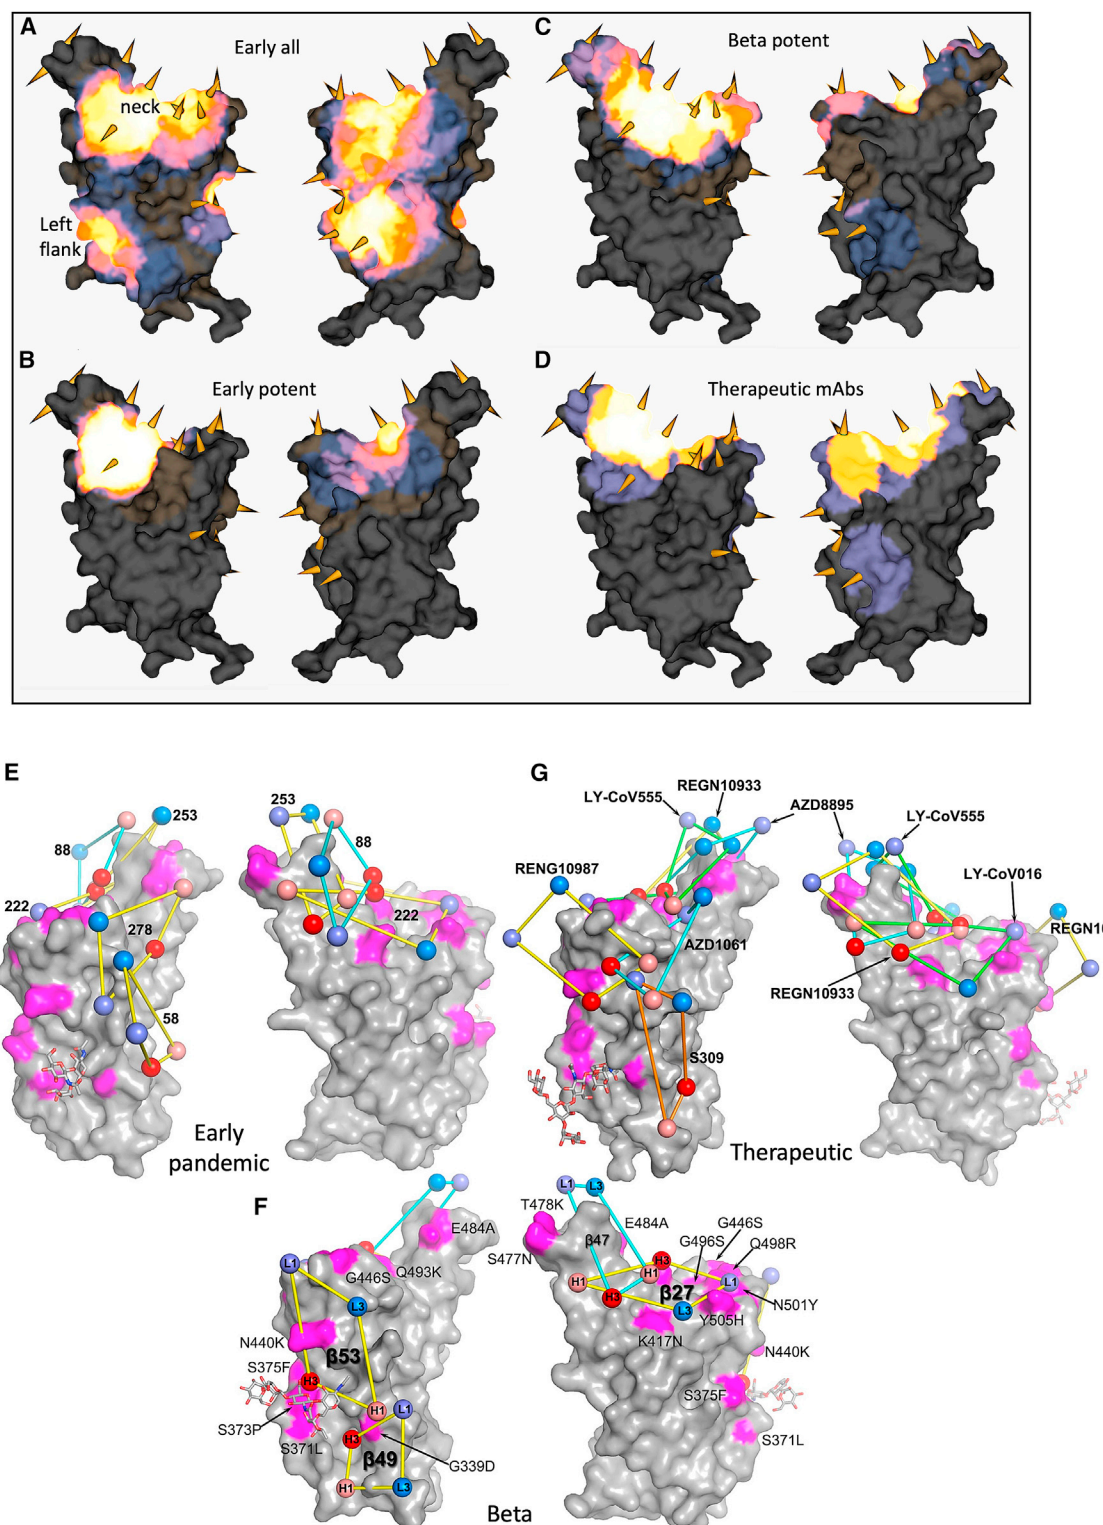 A
Early all
neck
Left
flank
C
Beta potent
B
Early potent
D
Therapeutic mAbs
E
253
88
222
278
58
253
88
222
Early
pandemic
G
LY-CoV555
REGN10933
AZD8895
RENG10987
AZD1061
S309
LY-CoV555
LY-CoV016
REGN10
REGN10933
Therapeutic
F
E484A
L1
G446S
Q493K
L3
N440K
β53
S375F
H3
S373P
H1
L1
S371L
H3
β49
G339D
H1
L3
L1
L3
T478K
E484A
G446S
S477N
β47
G496S
Q498R
H3
H1
H1
L1
H3
β27
N501Y
L3
Y505H
K417N
N440K
S375F
S371L
Beta